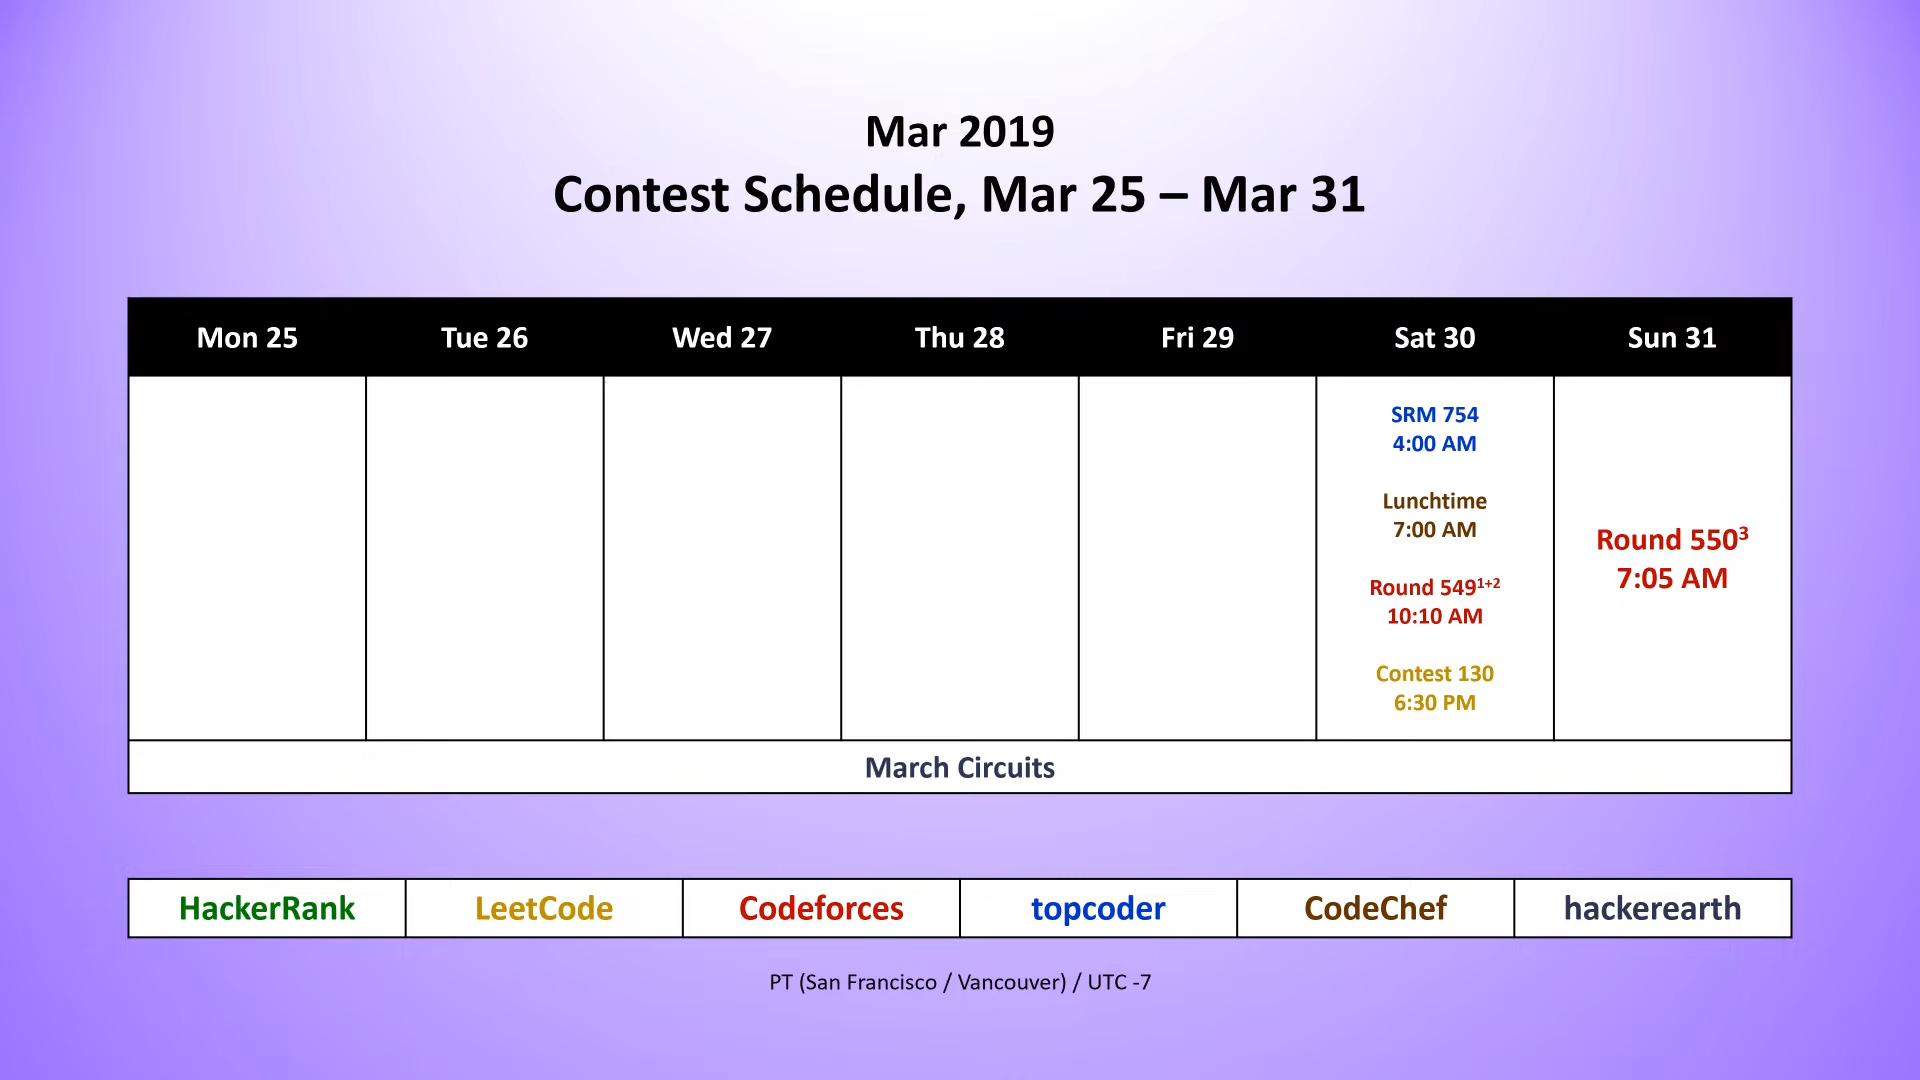 Mar 2019
Contest Schedule, Mar 25 – Mar 31
Mon 25
Tue 26
Wed 27
Thu 28
Fri 29
Sat 30
Sun 31
SRM 754
4:00 AM
Lunchtime
7:00 AM
Round 549¹⁺²
10:10 AM
Contest 130
6:30 PM
Round 550³
7:05 AM
March Circuits
HackerRank
LeetCode
Codeforces
topcoder
CodeChef
hackerearth
PT (San Francisco / Vancouver) / UTC -7